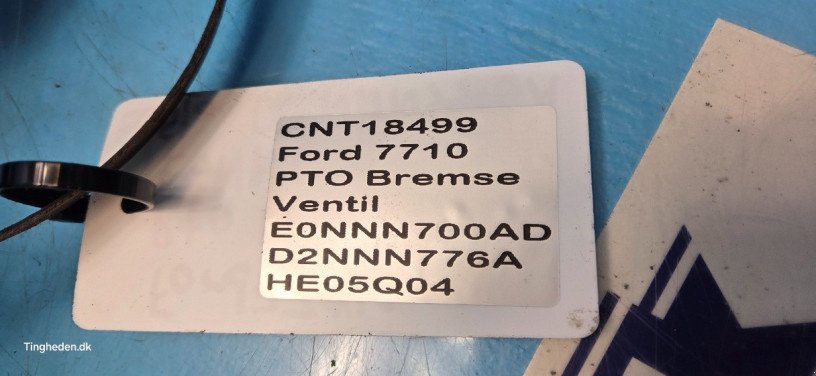 CNT18499
Ford 7710
PTO Bremse
Ventil
E0NNN700AD
D2NNN776A
HE05Q04
Tingheden.dk